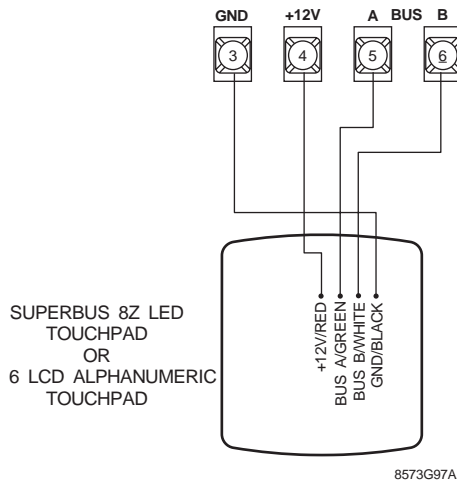 GND +12V A BUS B
3 4 5 6
SUPERBUS 8Z LED
TOUCHPAD
OR
6 LCD ALPHANUMERIC
TOUCHPAD
+12V/RED
BUS A/GREEN
BUS B/WHITE
GND/BLACK
8573G97A